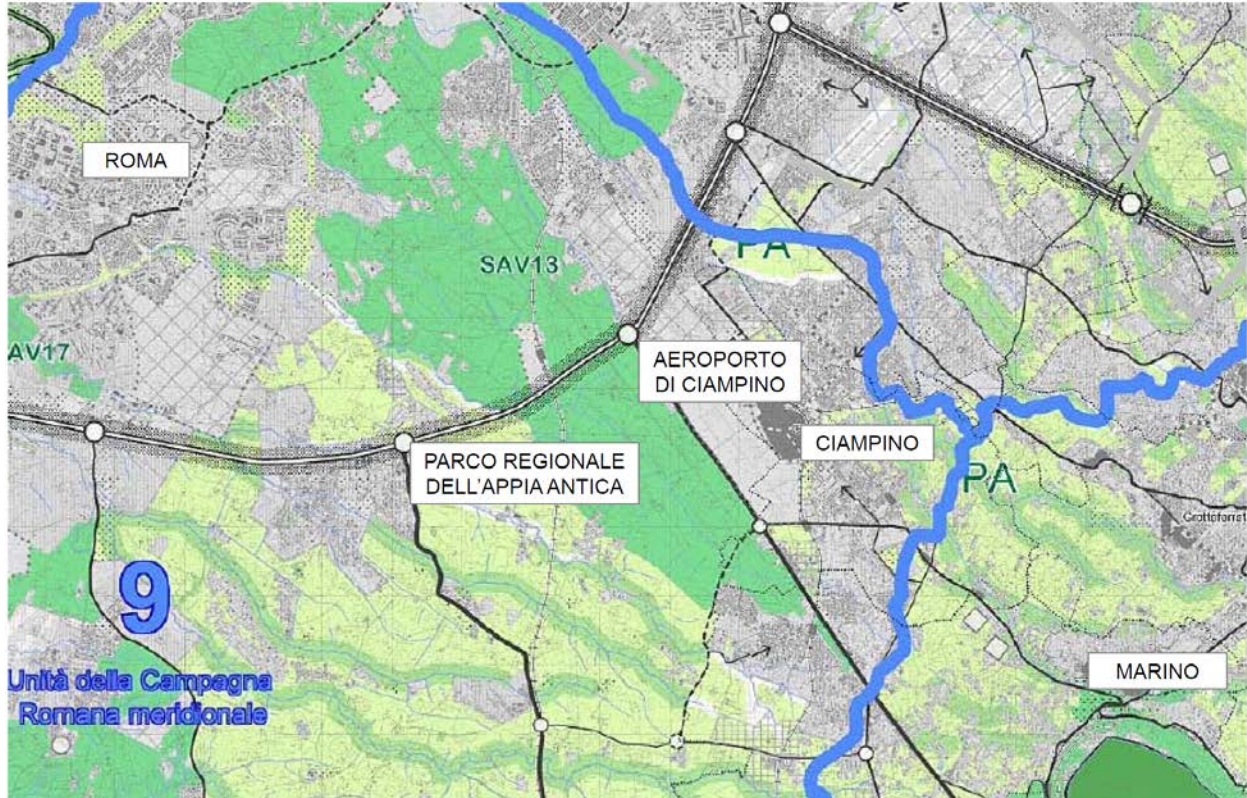 ROMA
PA
SAV13
AV17
AEROPORTO
DI CIAMPINO
CIAMPINO
PARCO REGIONALE
DELL'APPIA ANTICA
PA
Grottaferrat
9
Unità della Campagna
Romana meridionale
MARINO